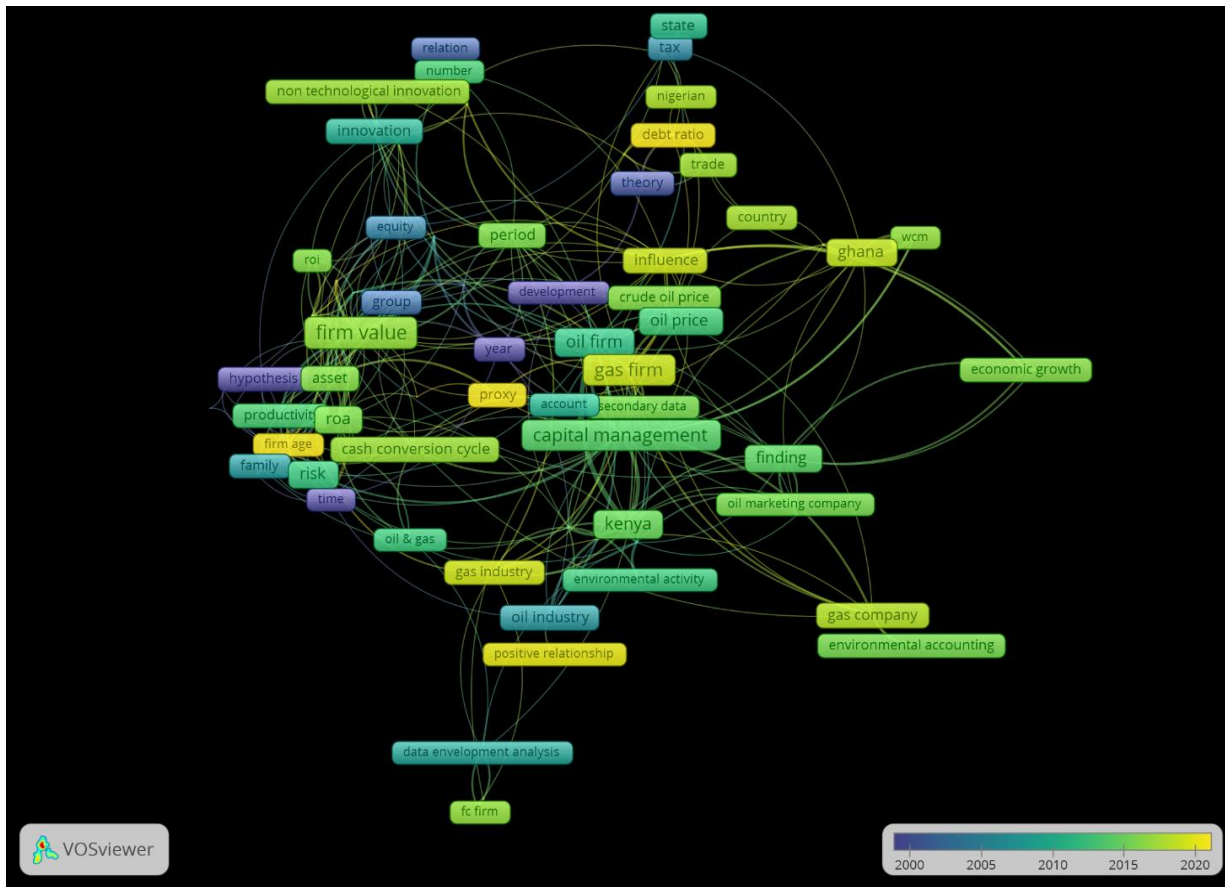 state
relation
tax
number
non technological innovation
nigerian
innovation
debt ratio
trade
theory
country
equity
period
wcm
ghana
roi
influence
development
crude oil price
group
oil price
firm value
oil firm
year
gas firm
economic growth
hypothesis
asset
proxy
account
secondary data
productivity
roa
capital management
firm age
cash conversion cycle
finding
family
risk
time
oil marketing company
kenya
oil & gas
gas industry
environmental activity
oil industry
gas company
environmental accounting
positive relationship
data envelopment analysis
fc firm
VOSviewer
2000 2005 2010 2015 2020